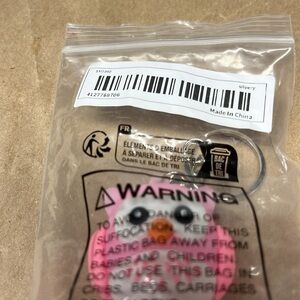 4127760706
Made In China
FR
ÉLÉMENTS D'EMBALLAGE
À SÉPARER ET À DÉPOSER
DANS LE BAC DE TRI
BAC
DE
TRI
WARNING
TO AVOID DANGER OF
SUFFOCATION KEEP THIS
PLASTIC BAG AWAY FROM
BABIES AND CHILDREN
DO NOT USE THIS BAG IN
CRIBS, BEDS, CARRIAGES